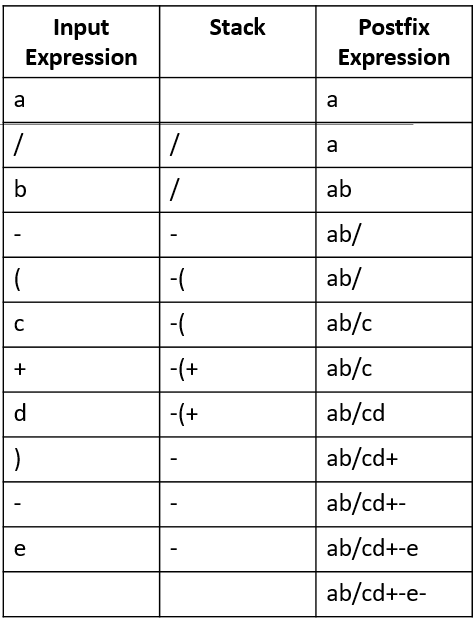 Input Expression Stack Postfix Expression
a a
/ / a
b / ab
- - ab/
( -( ab/
c -( ab/c
+ -(+ ab/c
d -(+ ab/cd
) - ab/cd+
- - ab/cd+-
e - ab/cd+-e
ab/cd+-e-